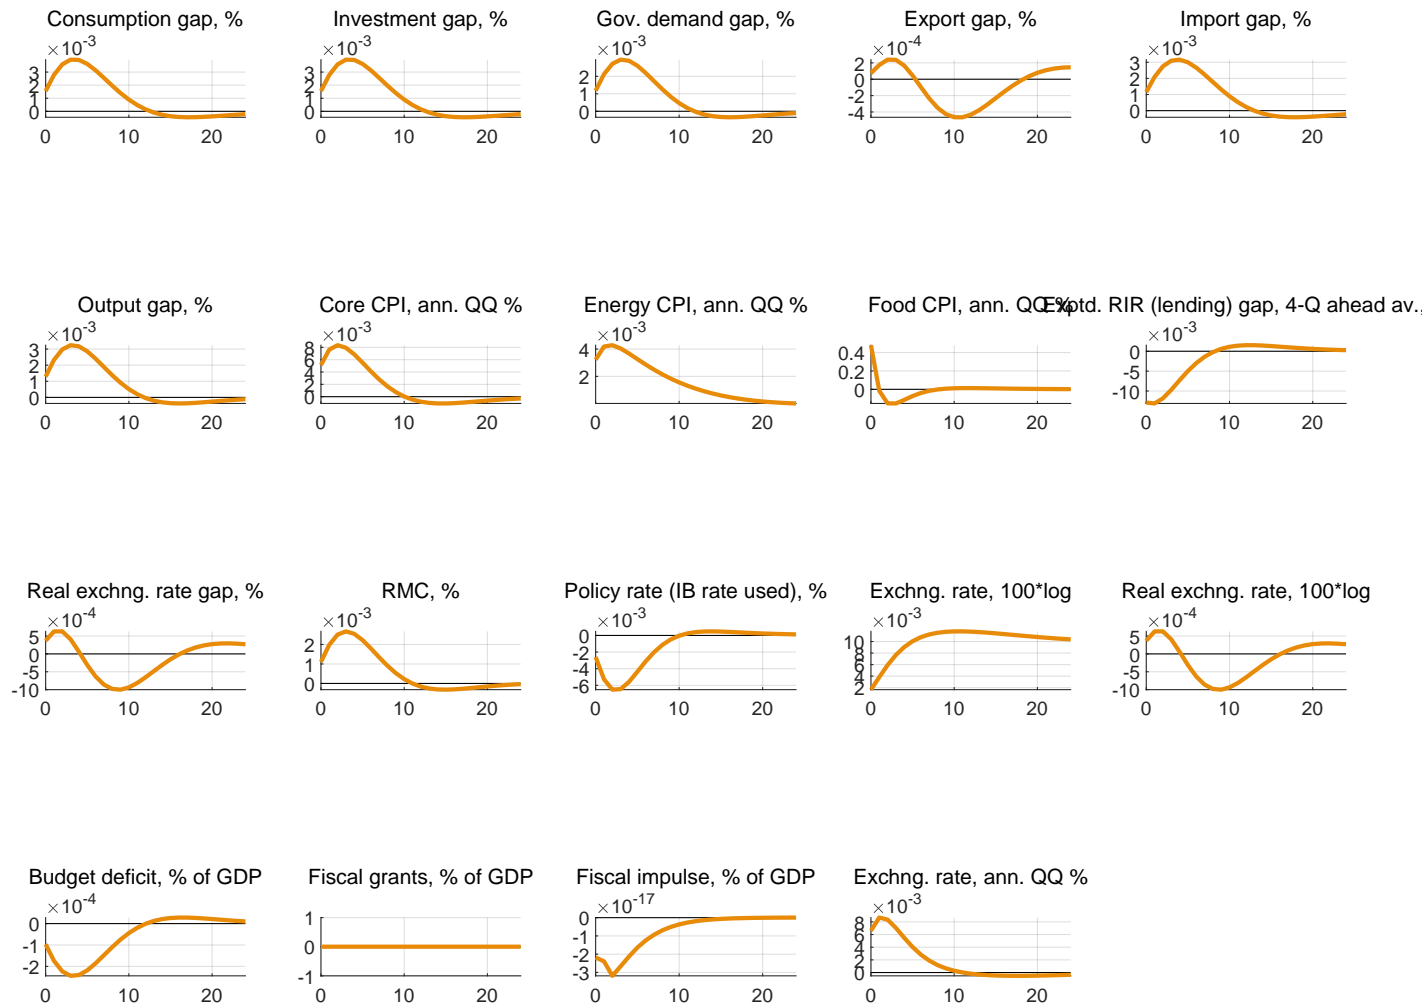 Consumption gap, %
×10-3
3
2
1
0
0 10 20
Investment gap, %
×10-3
3
2
1
0
0 10 20
Gov. demand gap, %
×10-3
2
1
0
0 10 20
Export gap, %
×10-4
2
0
-2
-4
0 10 20
Import gap, %
×10-3
3
2
1
0
0 10 20
Output gap, %
×10-3
3
2
1
0
0 10 20
Core CPI, ann. QQ %
×10-3
8
6
4
2
0
0 10 20
Energy CPI, ann. QQ %
×10-3
4
2
0 10 20
Food CPI, ann. QQ %
0.4
0.2
0
0 10 20
Exptd. RIR (lending) gap, 4-Q ahead av.,
×10-3
0
-5
-10
0 10 20
Real exchng. rate gap, %
×10-4
5
0
-5
-10
0 10 20
RMC, %
×10-3
2
1
0
0 10 20
Policy rate (IB rate used), %
×10-3
0
-2
-4
-6
0 10 20
Exchng. rate, 100*log
×10-3
10
8
6
4
2
0 10 20
Real exchng. rate, 100*log
×10-4
5
0
-5
-10
0 10 20
Budget deficit, % of GDP
×10-4
0
-1
-2
0 10 20
Fiscal grants, % of GDP
1
0
-1
0 10 20
Fiscal impulse, % of GDP
×10-17
0
-1
-2
-3
0 10 20
Exchng. rate, ann. QQ %
×10-3
8
6
4
2
0
0 10 20